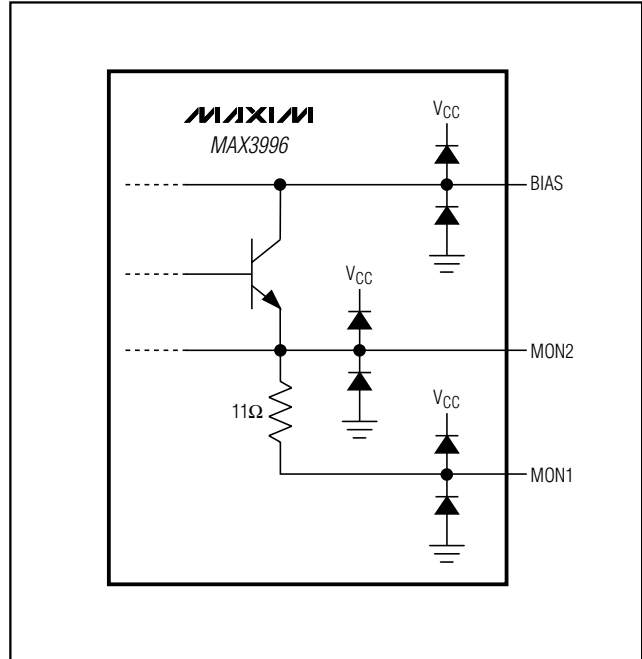 MAXIM
MAX3996
VCC
BIAS
VCC
MON2
11Ω
VCC
MON1